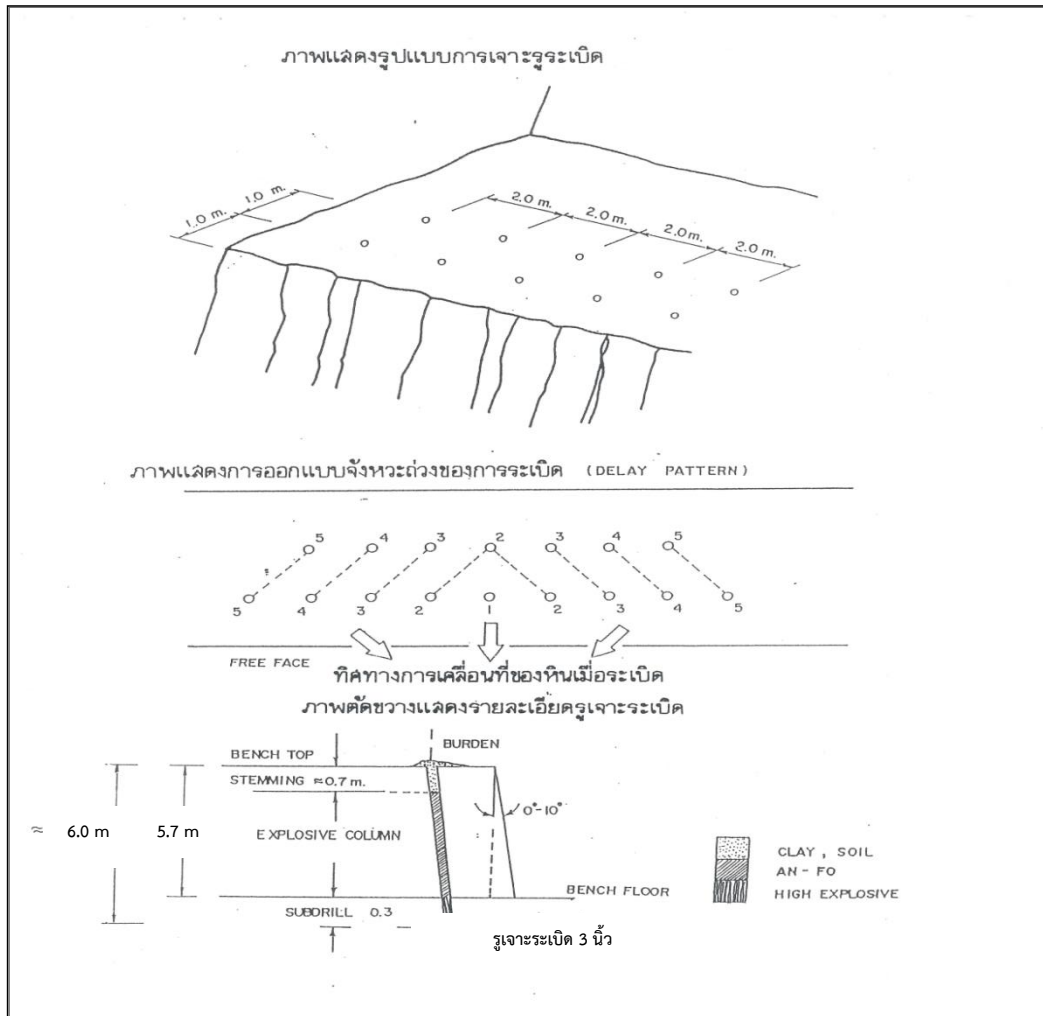 ภาพแสดงรูปแบบการเจาะรูระเบิด
1.0 m. 1.0 m.
2.0 m. 2.0 m. 2.0 m. 2.0 m.
ภาพแสดงการออกแบบจังหวะถ่วงของการระเบิด (DELAY PATTERN)
5 4 3 2 3 4 5
5 4 3 2 1 2 3 4 5
FREE FACE
ทิศทางการเคลื่อนที่ของหินเมื่อระเบิด
ภาพตัดขวางแสดงรายละเอียดรูเจาะระเบิด
BURDEN
BENCH TOP
STEMMING ≈0.7 m.
0°-10°
≈ 6.0 m 5.7 m
EXPLOSIVE COLUMN
CLAY, SOIL
AN-FO
HIGH EXPLOSIVE
BENCH FLOOR
SUBDRILL 0.3
รูเจาะระเบิด 3 นิ้ว